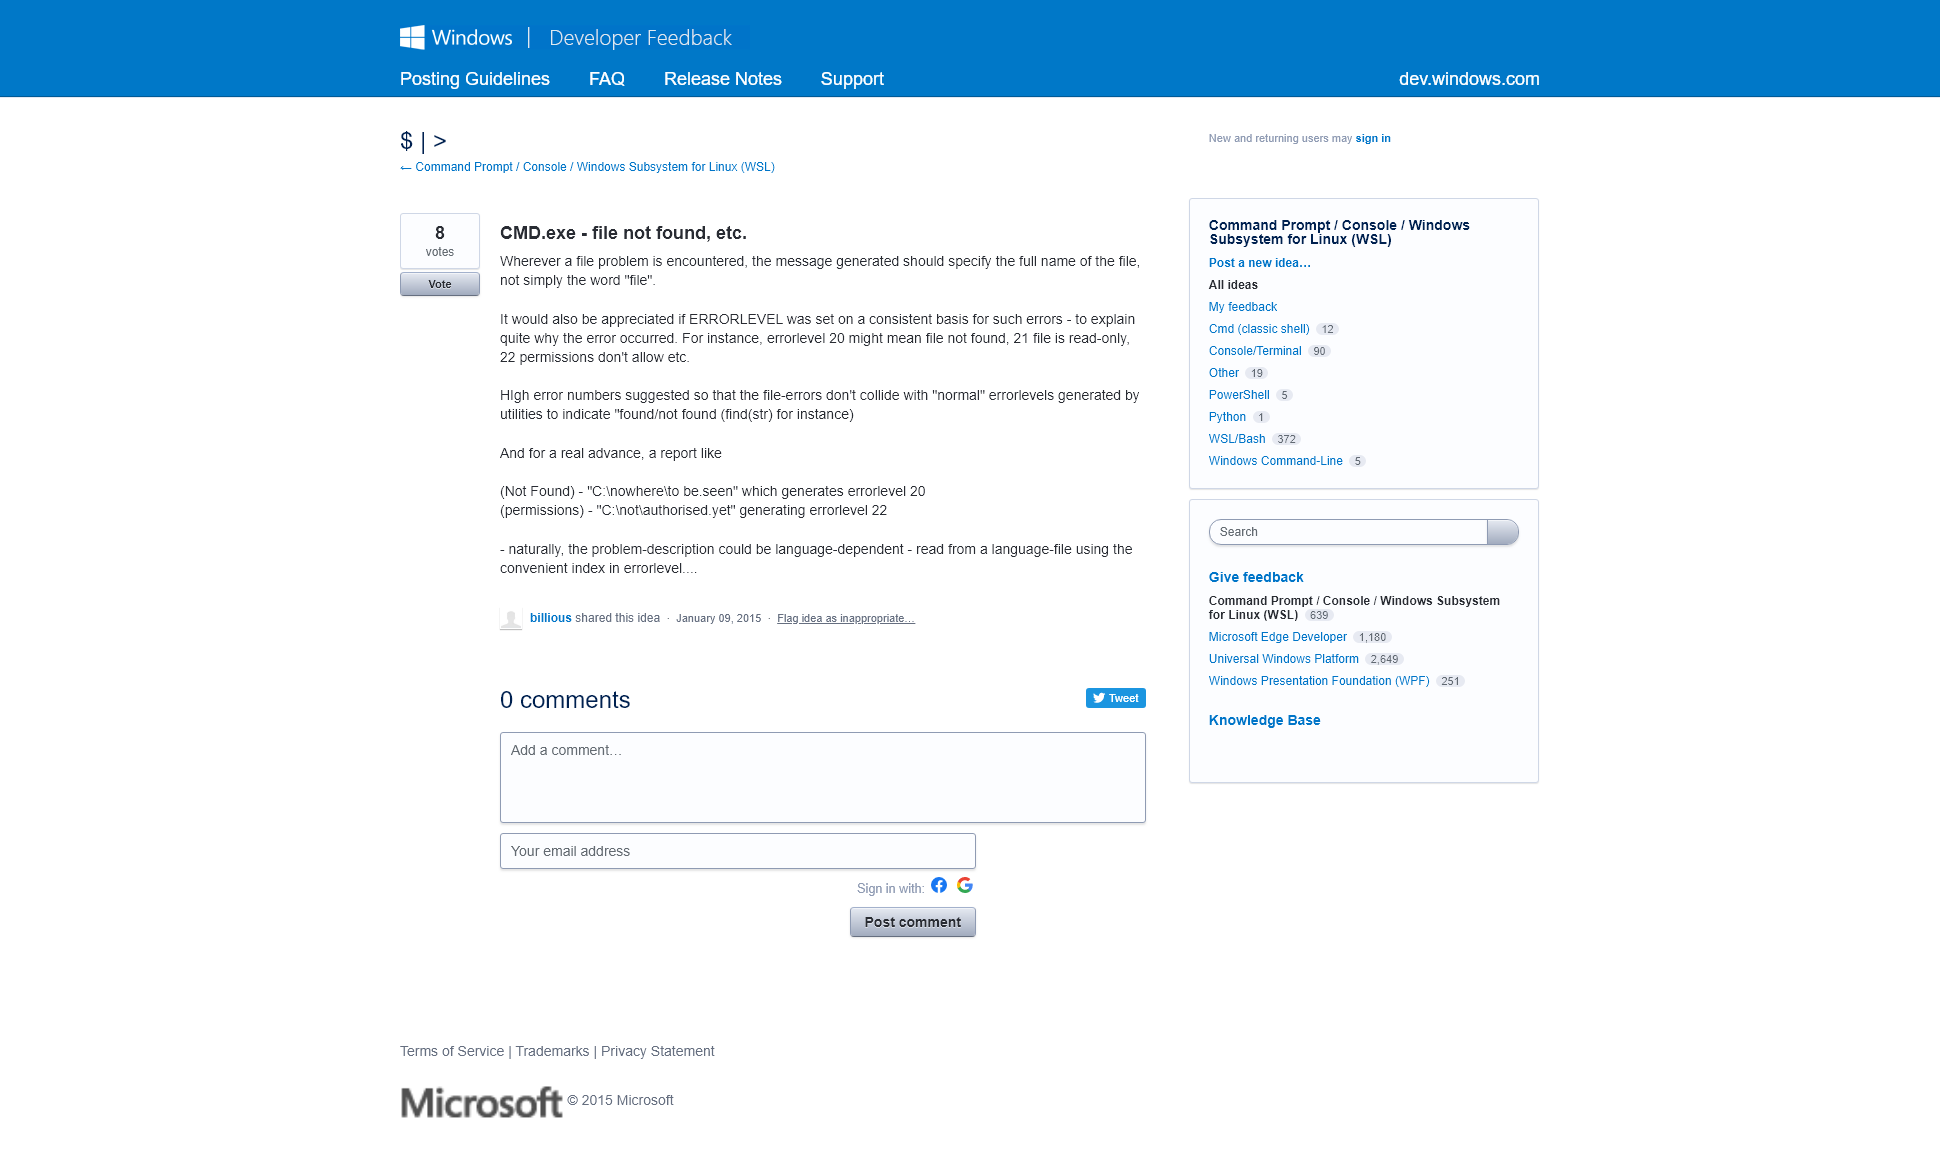 Windows | Developer Feedback
Posting Guidelines FAQ Release Notes Support dev.windows.com
$ | >
← Command Prompt / Console / Windows Subsystem for Linux (WSL)
8
votes
Vote
CMD.exe - file not found, etc.
Wherever a file problem is encountered, the message generated should specify the full name of the file,
not simply the word "file".
It would also be appreciated if ERRORLEVEL was set on a consistent basis for such errors - to explain
quite why the error occurred. For instance, errorlevel 20 might mean file not found, 21 file is read-only,
22 permissions don't allow etc.
HIgh error numbers suggested so that the file-errors don't collide with "normal" errorlevels generated by
utilities to indicate "found/not found (find(str) for instance)
And for a real advance, a report like
(Not Found) - "C:\nowhere\to be.seen" which generates errorlevel 20
(permissions) - "C:\not\authorised.yet" generating errorlevel 22
- naturally, the problem-description could be language-dependent - read from a language-file using the
convenient index in errorlevel....
billious shared this idea · January 09, 2015 · Flag idea as inappropriate…
0 comments
Tweet
Add a comment…
Your email address
Sign in with:
Post comment
New and returning users may sign in
Command Prompt / Console / Windows
Subsystem for Linux (WSL)
Post a new idea…
All ideas
My feedback
Cmd (classic shell) 12
Console/Terminal 90
Other 19
PowerShell 5
Python 1
WSL/Bash 372
Windows Command-Line 5
Search
Give feedback
Command Prompt / Console / Windows Subsystem
for Linux (WSL) 639
Microsoft Edge Developer 1,180
Universal Windows Platform 2,649
Windows Presentation Foundation (WPF) 251
Knowledge Base
Terms of Service | Trademarks | Privacy Statement
Microsoft © 2015 Microsoft